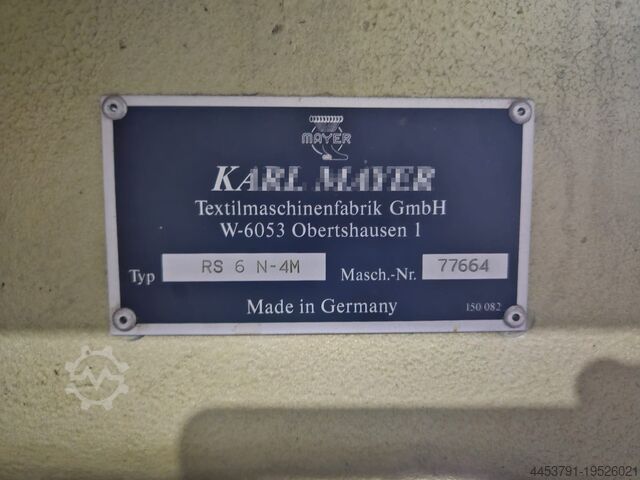 MAYER
KARL MAYER
Textilmaschinenfabrik GmbH
W-6053 Obertshausen 1
Typ RS 6 N-4M Masch.-Nr. 77664
Made in Germany 150 082
4453791-19526021